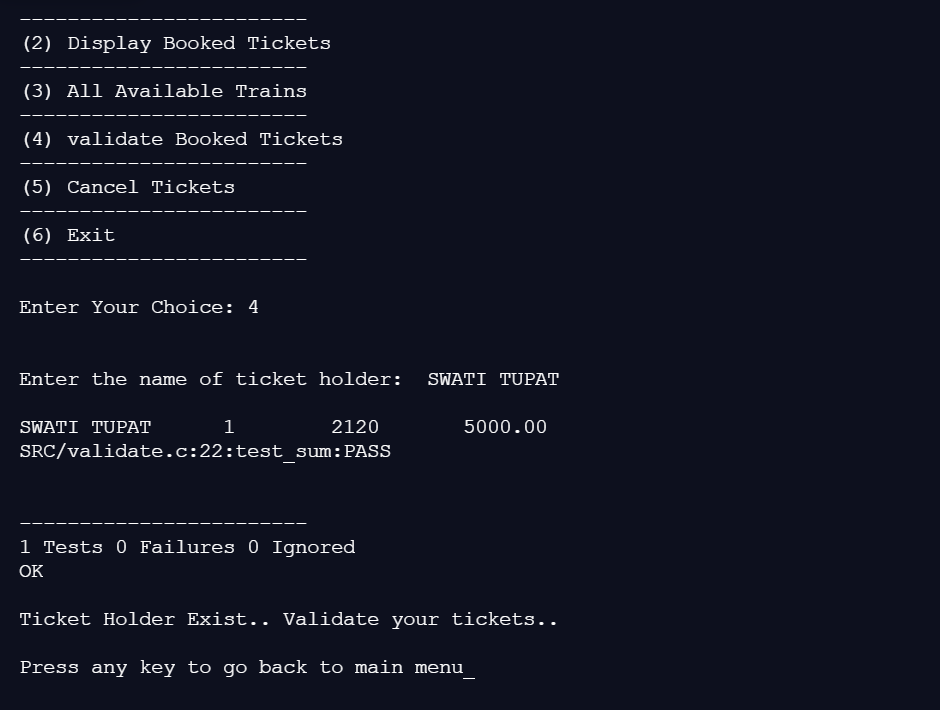 ------------------------
(2) Display Booked Tickets
------------------------
(3) All Available Trains
------------------------
(4) validate Booked Tickets
------------------------
(5) Cancel Tickets
------------------------
(6) Exit
------------------------
Enter Your Choice: 4
Enter the name of ticket holder:  SWATI TUPAT
SWATI TUPAT      1        2120       5000.00
SRC/validate.c:22:test_sum:PASS
------------------------
1 Tests 0 Failures 0 Ignored
OK
Ticket Holder Exist.. Validate your tickets..
Press any key to go back to main menu_